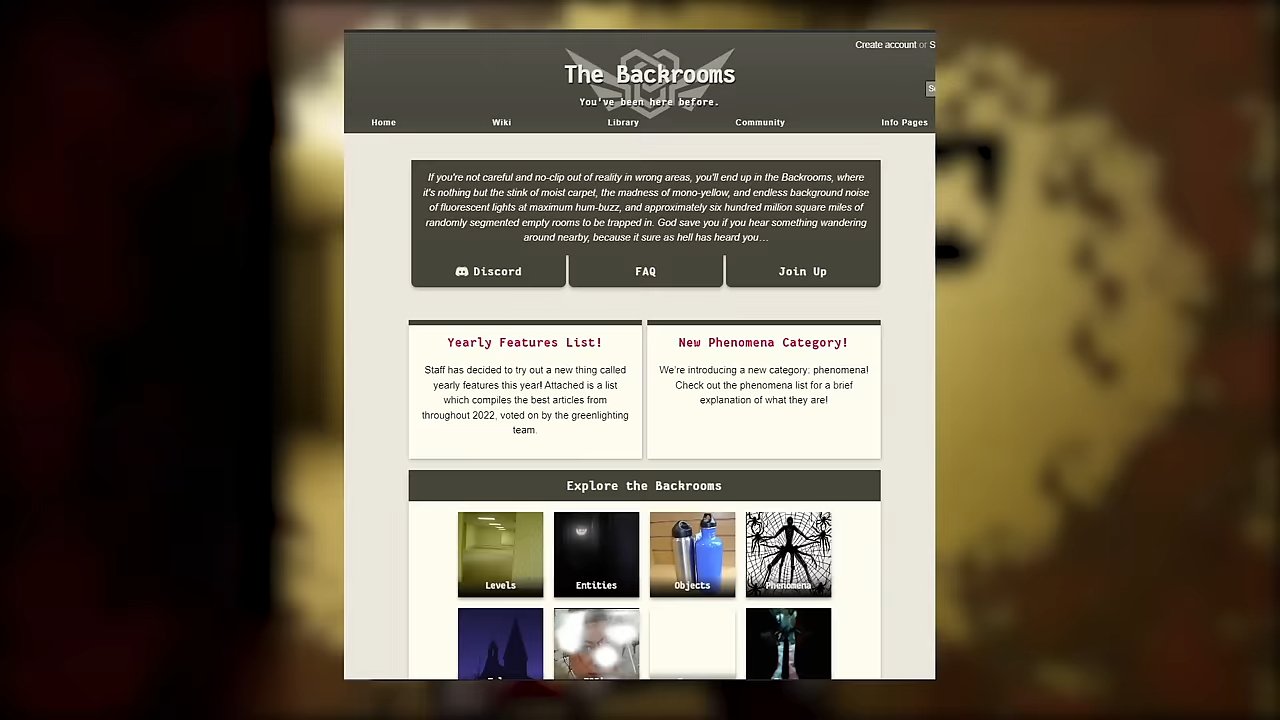 Create account or S
The Backrooms
You've been here before.
Home Wiki Library Community Info Pages
If you're not careful and no-clip out of reality in wrong areas, you'll end up in the Backrooms, where
it's nothing but the stink of moist carpet, the madness of mono-yellow, and endless background noise
of fluorescent lights at maximum hum-buzz, and approximately six hundred million square miles of
randomly segmented empty rooms to be trapped in. God save you if you hear something wandering
around nearby, because it sure as hell has heard you…
Discord FAQ Join Up
Yearly Features List!
Staff has decided to try out a new thing called
yearly features this year! Attached is a list
which compiles the best articles from
throughout 2022, voted on by the greenlighting
team.
New Phenomena Category!
We're introducing a new category: phenomena!
Check out the phenomena list for a brief
explanation of what they are!
Explore the Backrooms
Levels Entities Objects Phenomena